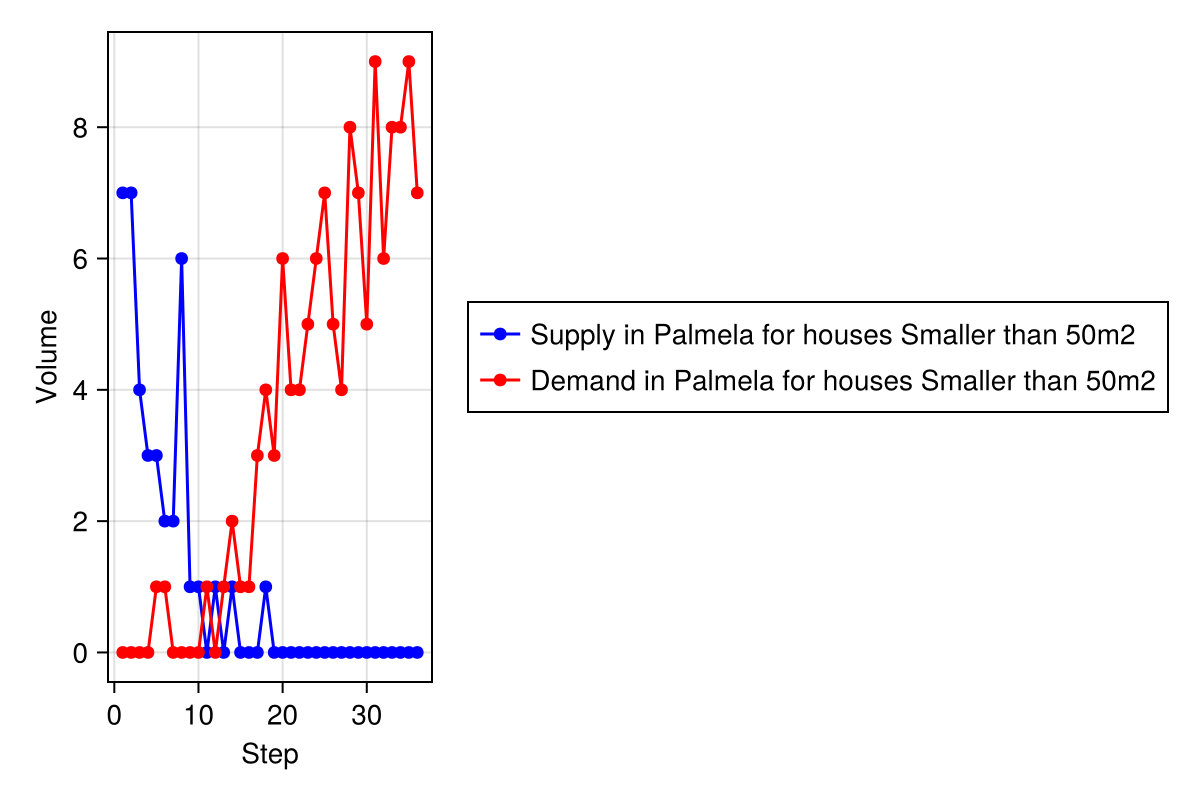 8
6
4
2
0
Volume
0 10 20 30
Step
Supply in Palmela for houses Smaller than 50m2
Demand in Palmela for houses Smaller than 50m2